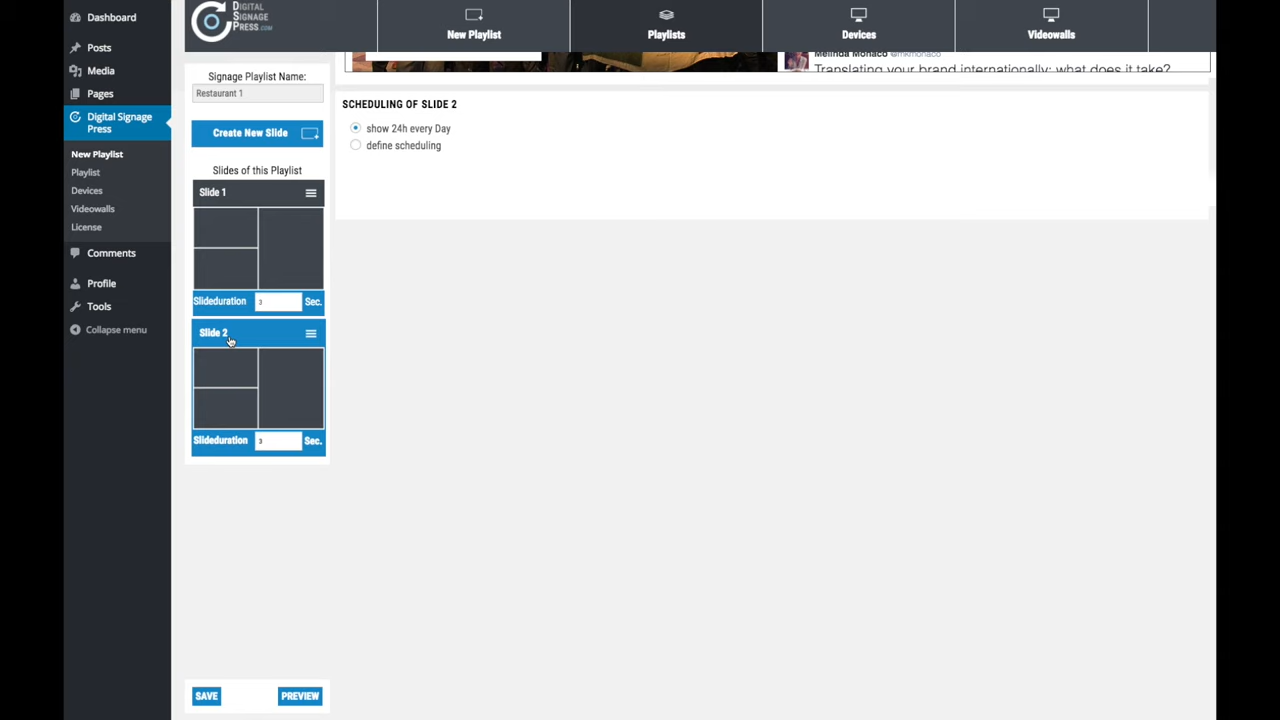 Dashboard
Posts
Media
Pages
Digital Signage
Press
New Playlist
Playlist
Devices
Videowalls
License
Comments
Profile
Tools
Collapse menu
DIGITAL
SIGNAGE
PRESS.COM
New Playlist
Playlists
Devices
Videowalls
Signage Playlist Name:
Restaurant 1
Create New Slide
Slides of this Playlist
Slide 1
Slideduration 3 Sec.
Slide 2
Slideduration 3 Sec.
SAVE
PREVIEW
Melinda Monaco @mkmonaco
Translating your brand internationally: what does it take?
SCHEDULING OF SLIDE 2
show 24h every Day
define scheduling